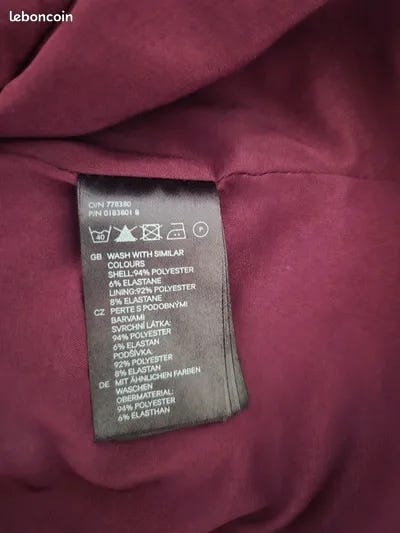 leboncoin
C/N 778380
P/N 0183801 8
40 P
GB WASH WITH SIMILAR
COLOURS
SHELL:94% POLYESTER
6% ELASTANE
LINING:92% POLYESTER
8% ELASTANE
CZ PERTE S PODOBNÝMI
BARVAMI
SVRCHNÍ LÁTKA:
94% POLYESTER
6% ELASTAN
PODŠÍVKA:
92% POLYESTER
8% ELASTAN
DE MIT ÄHNLICHEN FARBEN
WASCHEN
OBERMATERIAL:
94% POLYESTER
6% ELASTHAN